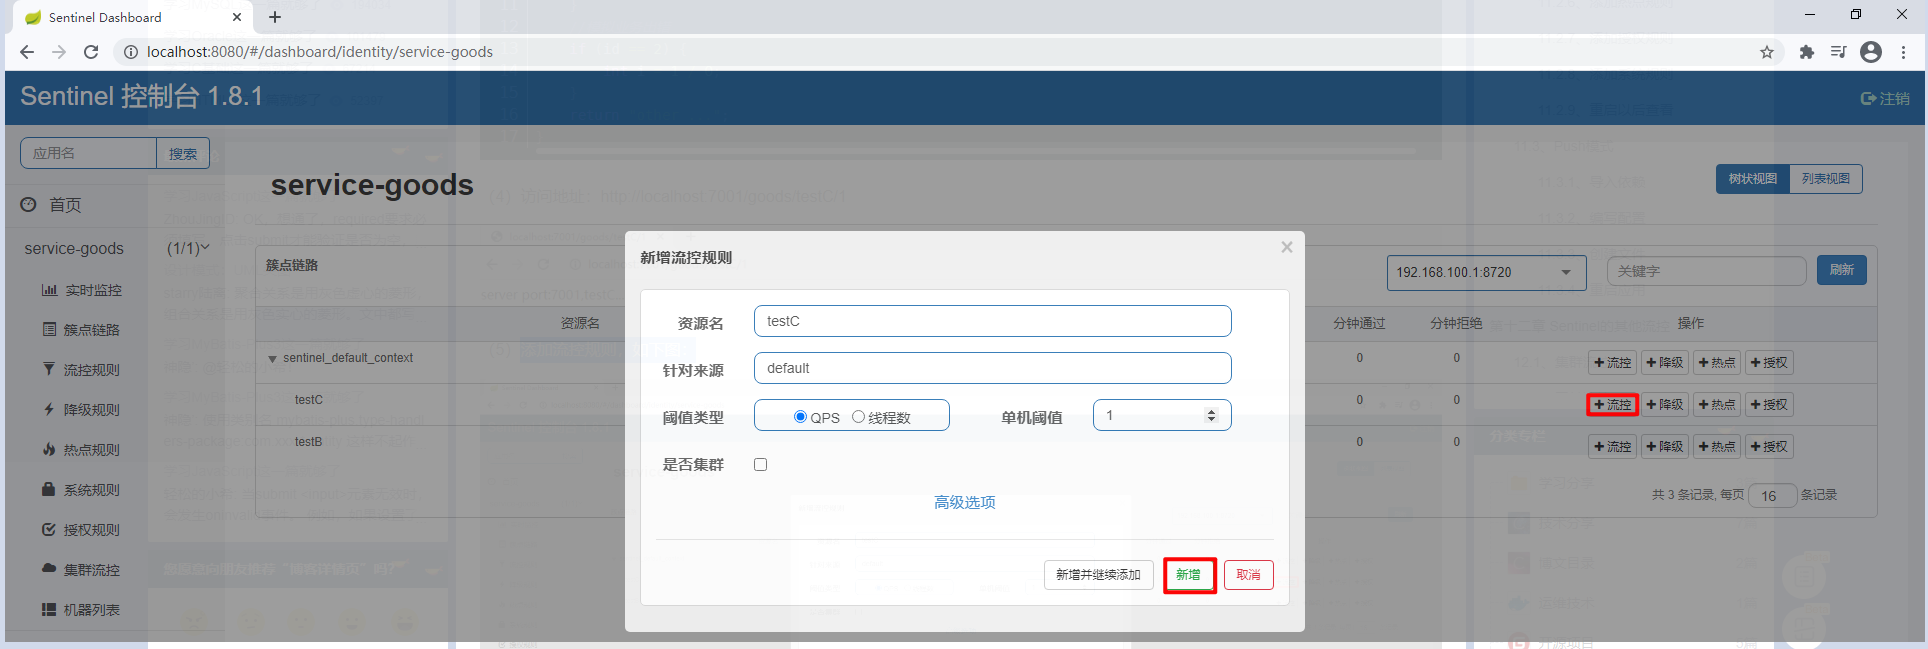 Sentinel Dashboard
localhost:8080/#/dashboard/identity/service-goods
Sentinel 控制台 1.8.1
注销
应用名 搜索
首页
service-goods (1/1)
实时监控
簇点链路
流控规则
降级规则
热点规则
系统规则
授权规则
集群流控
机器列表
service-goods
树状视图 列表视图
簇点链路
192.168.100.1:8720 关键字 刷新
资源名 分钟通过 分钟拒绝 操作
sentinel_default_context 0 0 流控 降级 热点 授权
testC 0 0 流控 降级 热点 授权
testB 0 0 流控 降级 热点 授权
共 3 条记录, 每页 16 条记录
新增流控规则
资源名 testC
针对来源 default
阈值类型 QPS 线程数 单机阈值 1
是否集群
高级选项
新增并继续添加 新增 取消